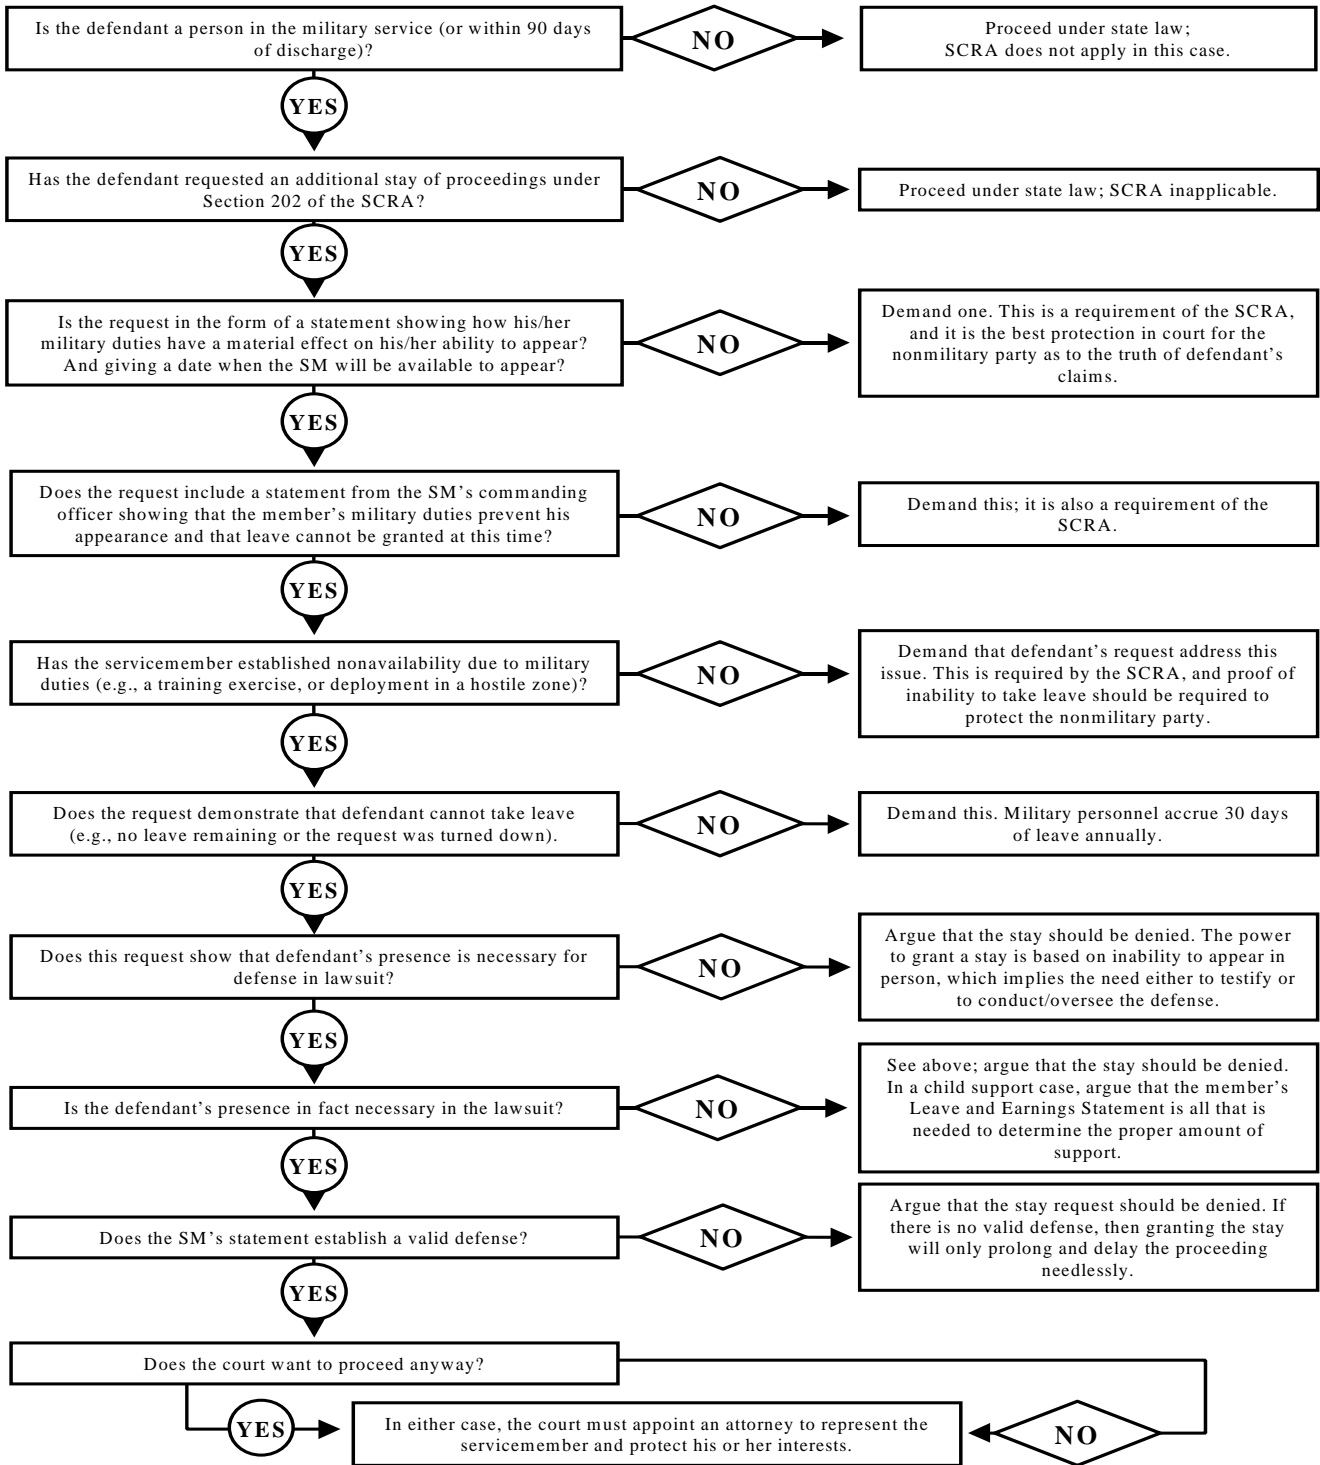 Is the defendant a person in the military service (or within 90 days
of discharge)?
NO
Proceed under state law;
SCRA does not apply in this case.
YES
Has the defendant requested an additional stay of proceedings under
Section 202 of the SCRA?
NO
Proceed under state law; SCRA inapplicable.
YES
Is the request in the form of a statement showing how his/her
military duties have a material effect on his/her ability to appear?
And giving a date when the SM will be available to appear?
NO
Demand one. This is a requirement of the SCRA,
and it is the best protection in court for the
nonmilitary party as to the truth of defendant's
claims.
YES
Does the request include a statement from the SM's commanding
officer showing that the member's military duties prevent his
appearance and that leave cannot be granted at this time?
NO
Demand this; it is also a requirement of the
SCRA.
YES
Has the servicemember established nonavailability due to military
duties (e.g., a training exercise, or deployment in a hostile zone)?
NO
Demand that defendant's request address this
issue. This is required by the SCRA, and proof of
inability to take leave should be required to
protect the nonmilitary party.
YES
Does the request demonstrate that defendant cannot take leave
(e.g., no leave remaining or the request was turned down).
NO
Demand this. Military personnel accrue 30 days
of leave annually.
YES
Does this request show that defendant's presence is necessary for
defense in lawsuit?
NO
Argue that the stay should be denied. The power
to grant a stay is based on inability to appear in
person, which implies the need either to testify or
to conduct/oversee the defense.
YES
Is the defendant's presence in fact necessary in the lawsuit?
NO
See above; argue that the stay should be denied.
In a child support case, argue that the member's
Leave and Earnings Statement is all that is
needed to determine the proper amount of
support.
YES
Does the SM's statement establish a valid defense?
NO
Argue that the stay request should be denied. If
there is no valid defense, then granting the stay
will only prolong and delay the proceeding
needlessly.
YES
Does the court want to proceed anyway?
YES
In either case, the court must appoint an attorney to represent the
servicemember and protect his or her interests.
NO